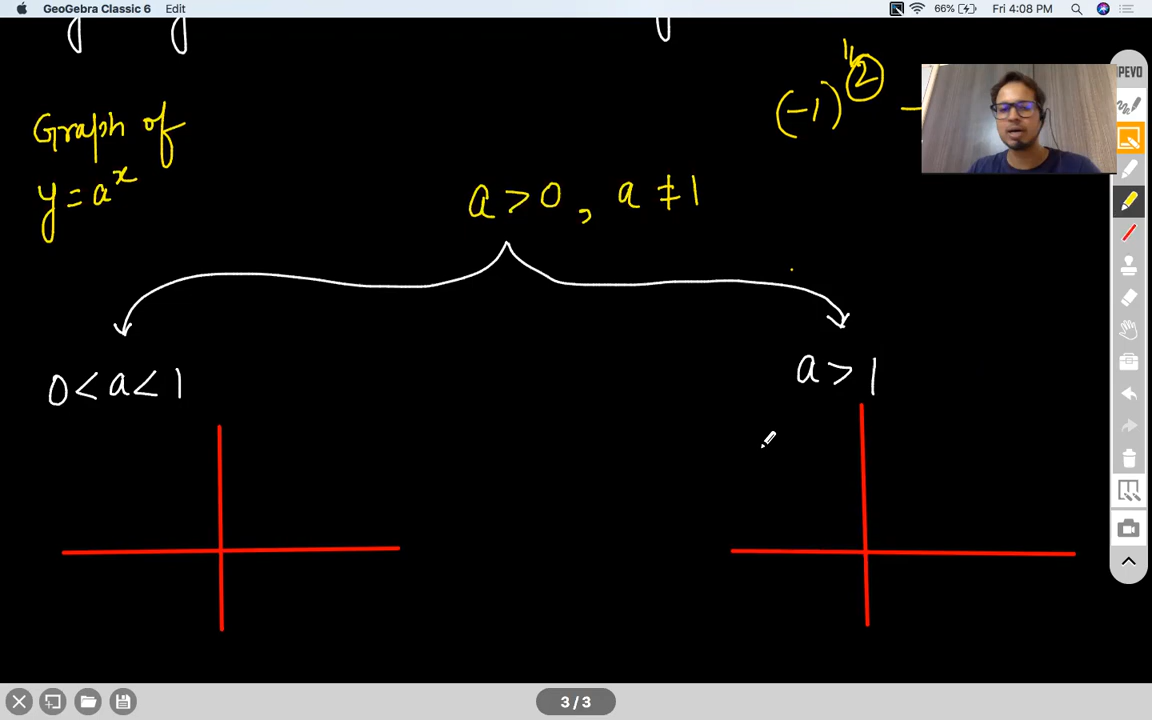 GeoGebra Classic 6 Edit 66% Fri 4:08 PM
(-1)^1/2 -
IPEVO
Graph of
y = a^x
a > 0 , a ≠ 1
0 < a < 1
a > 1
3 / 3